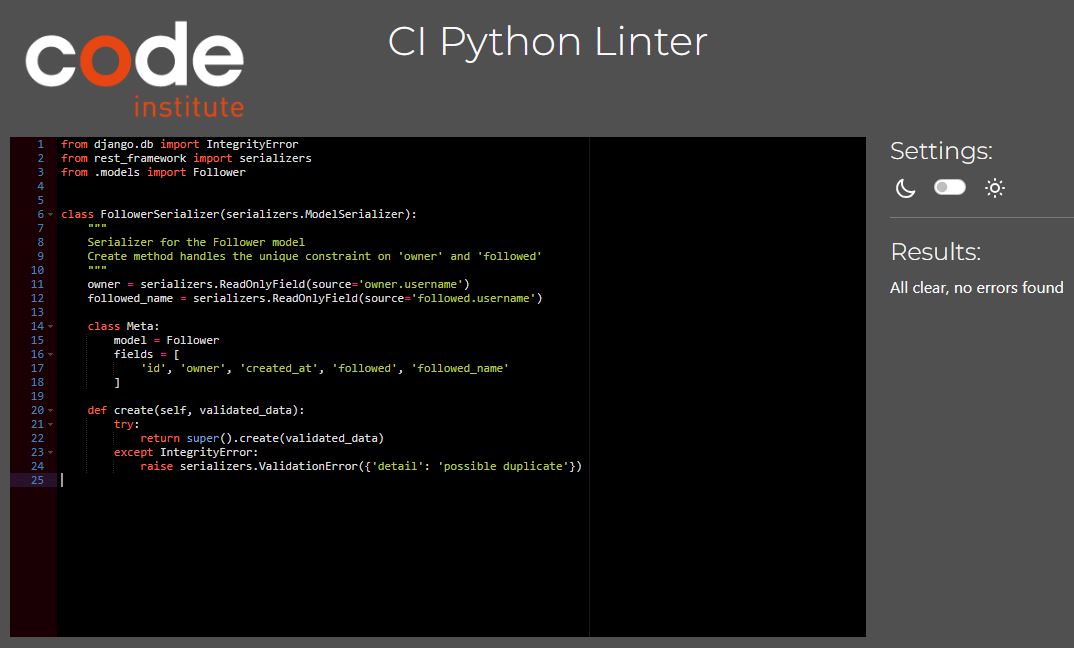 code
institute
CI Python Linter
1 from django.db import IntegrityError
2 from rest_framework import serializers
3 from .models import Follower
4
5
6 class FollowerSerializer(serializers.ModelSerializer):
7     """
8     Serializer for the Follower model
9     Create method handles the unique constraint on 'owner' and 'followed'
10     """
11     owner = serializers.ReadOnlyField(source='owner.username')
12     followed_name = serializers.ReadOnlyField(source='followed.username')
13
14     class Meta:
15         model = Follower
16         fields = [
17             'id', 'owner', 'created_at', 'followed', 'followed_name'
18         ]
19
20     def create(self, validated_data):
21         try:
22             return super().create(validated_data)
23         except IntegrityError:
24             raise serializers.ValidationError({'detail': 'possible duplicate'})
25
Settings:
Results:
All clear, no errors found